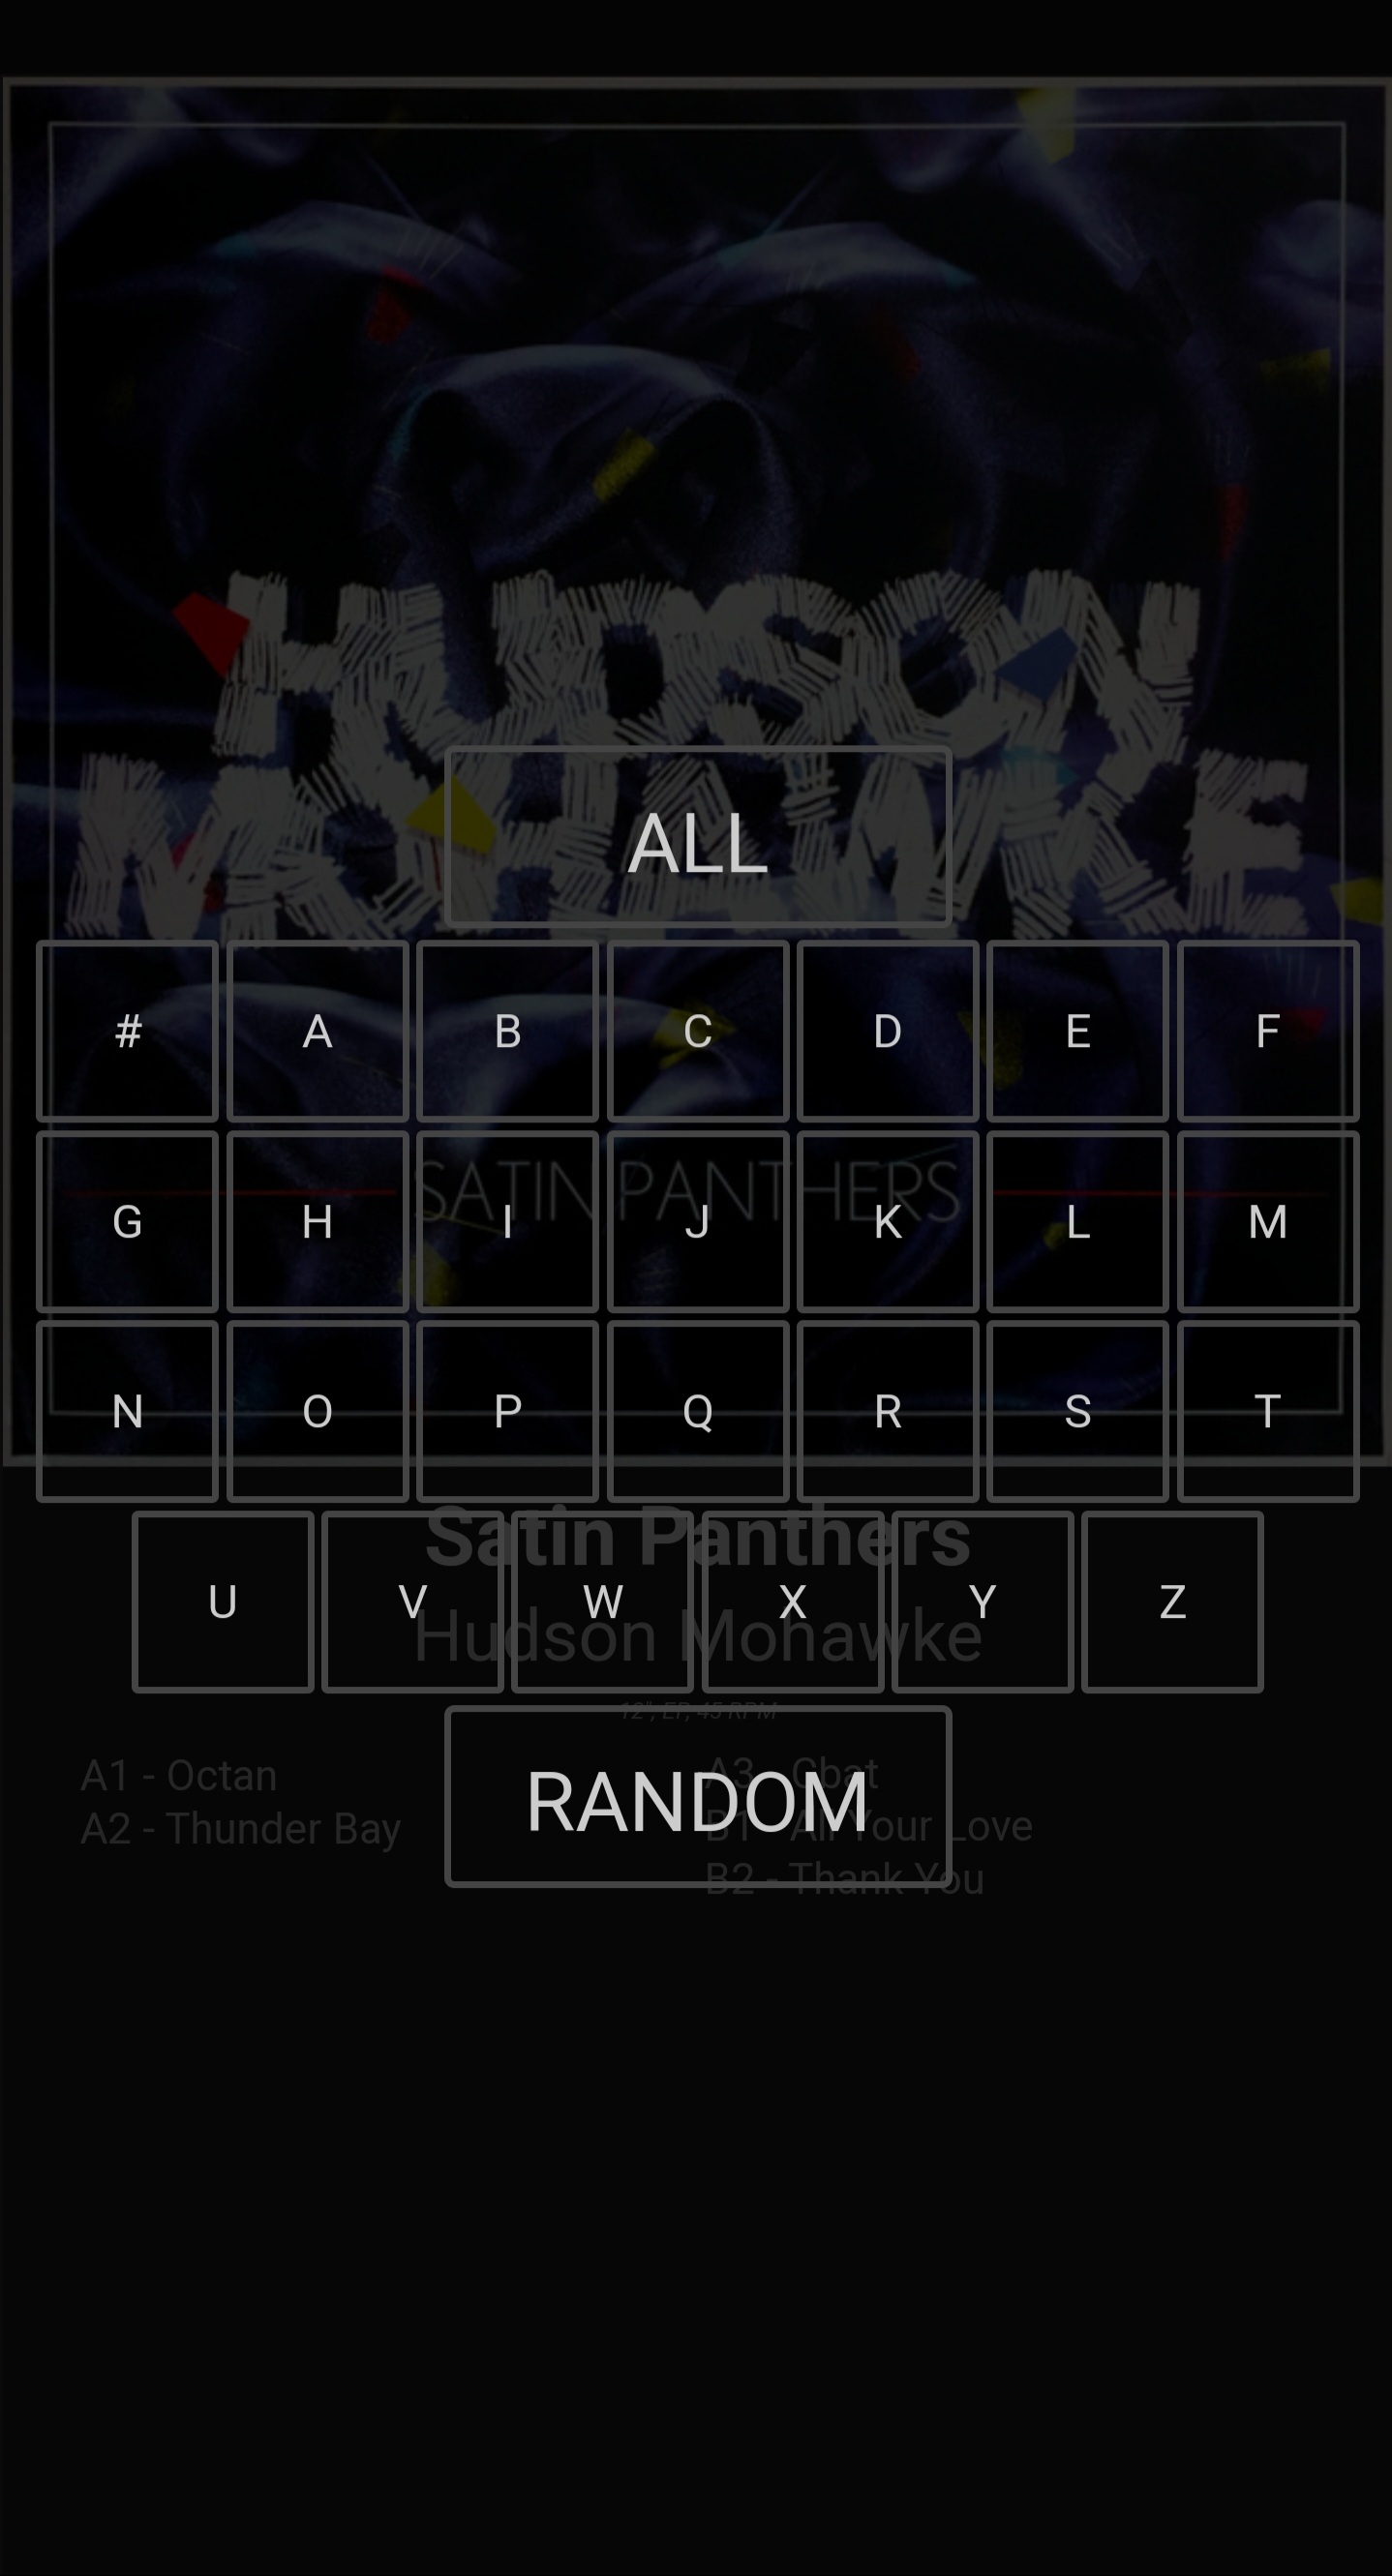 HUDSON
MOHAWKE
ALL
# A B C D E F
SATIN PANTHERS
G H I J K L M
N O P Q R S T
Satin Panthers
U V W X Y Z
Hudson Mohawke
12", EP, 45 RPM
RANDOM
A1 - Octan
A2 - Thunder Bay
A3 - Cbat
B1 - All Your Love
B2 - Thank You